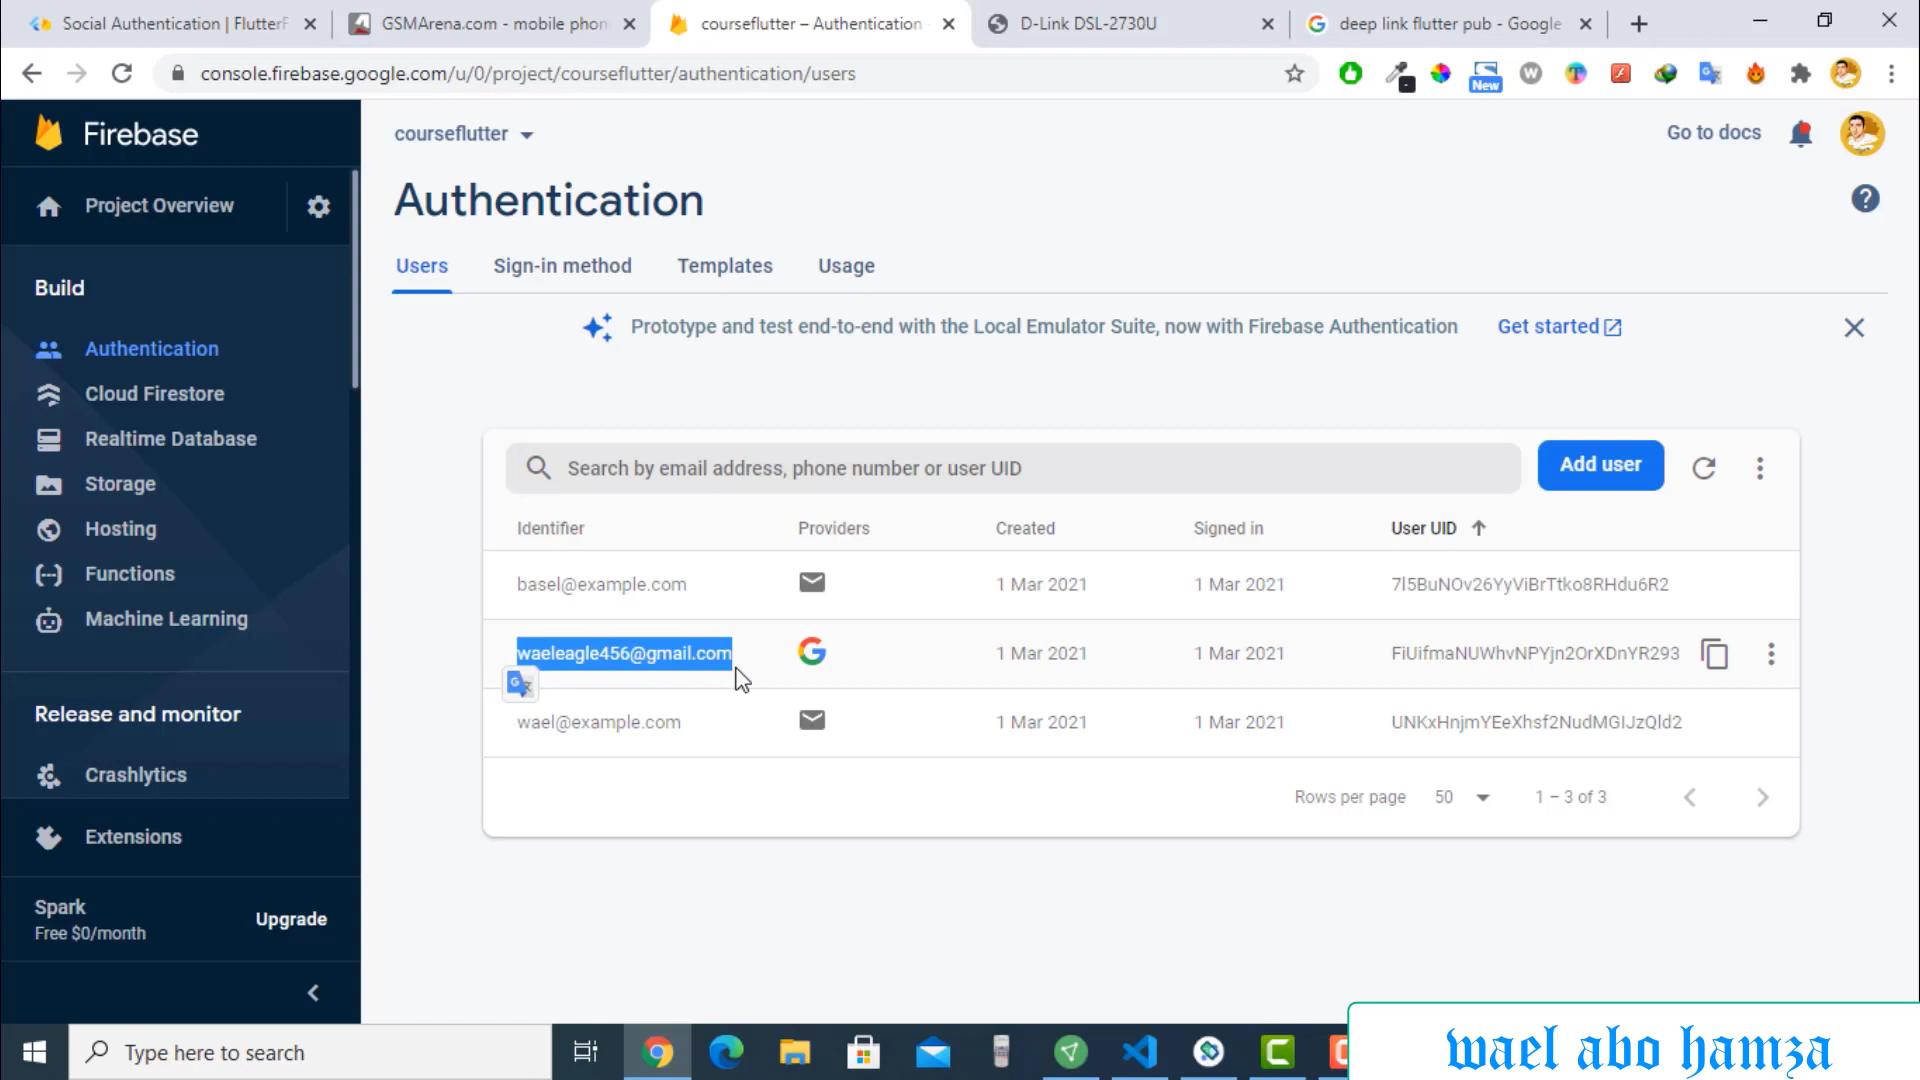 Social Authentication | FlutterF
GSMArena.com - mobile phon
courseflutter – Authentication
D-Link DSL-2730U
deep link flutter pub - Google
console.firebase.google.com/u/0/project/courseflutter/authentication/users
New
Firebase
courseflutter
Go to docs
Project Overview
Authentication
Users
Sign-in method
Templates
Usage
Build
Prototype and test end-to-end with the Local Emulator Suite, now with Firebase Authentication
Get started
Authentication
Cloud Firestore
Realtime Database
Storage
Hosting
Functions
Machine Learning
Search by email address, phone number or user UID
Add user
Identifier Providers Created Signed in User UID
basel@example.com 1 Mar 2021 1 Mar 2021 7l5BuNOv26YyViBrTtko8RHdu6R2
waeleagle456@gmail.com 1 Mar 2021 1 Mar 2021 FiUifmaNUWhvNPYjn2OrXDnYR293
wael@example.com 1 Mar 2021 1 Mar 2021 UNKxHnjmYEeXhsf2NudMGIJzQld2
Rows per page 50 1 – 3 of 3
Release and monitor
Crashlytics
Extensions
Spark
Free $0/month
Upgrade
Type here to search
wael abo hamza